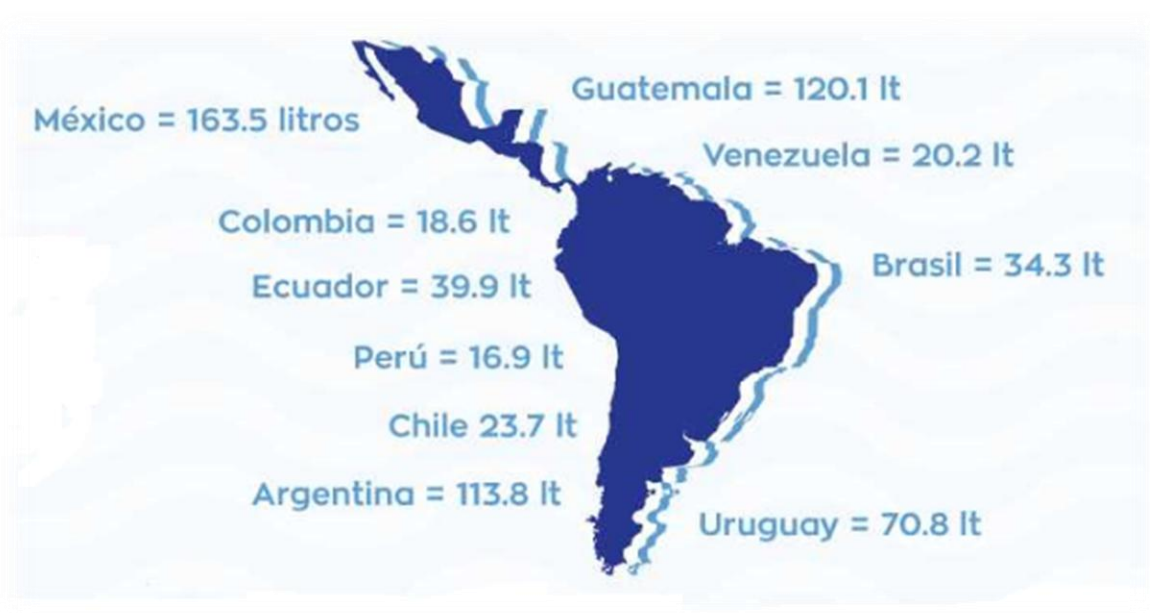 Guatemala = 120.1 lt
México = 163.5 litros
Venezuela = 20.2 lt
Colombia = 18.6 lt
Brasil = 34.3 lt
Ecuador = 39.9 lt
Perú = 16.9 lt
Chile 23.7 lt
Argentina = 113.8 lt
Uruguay = 70.8 lt